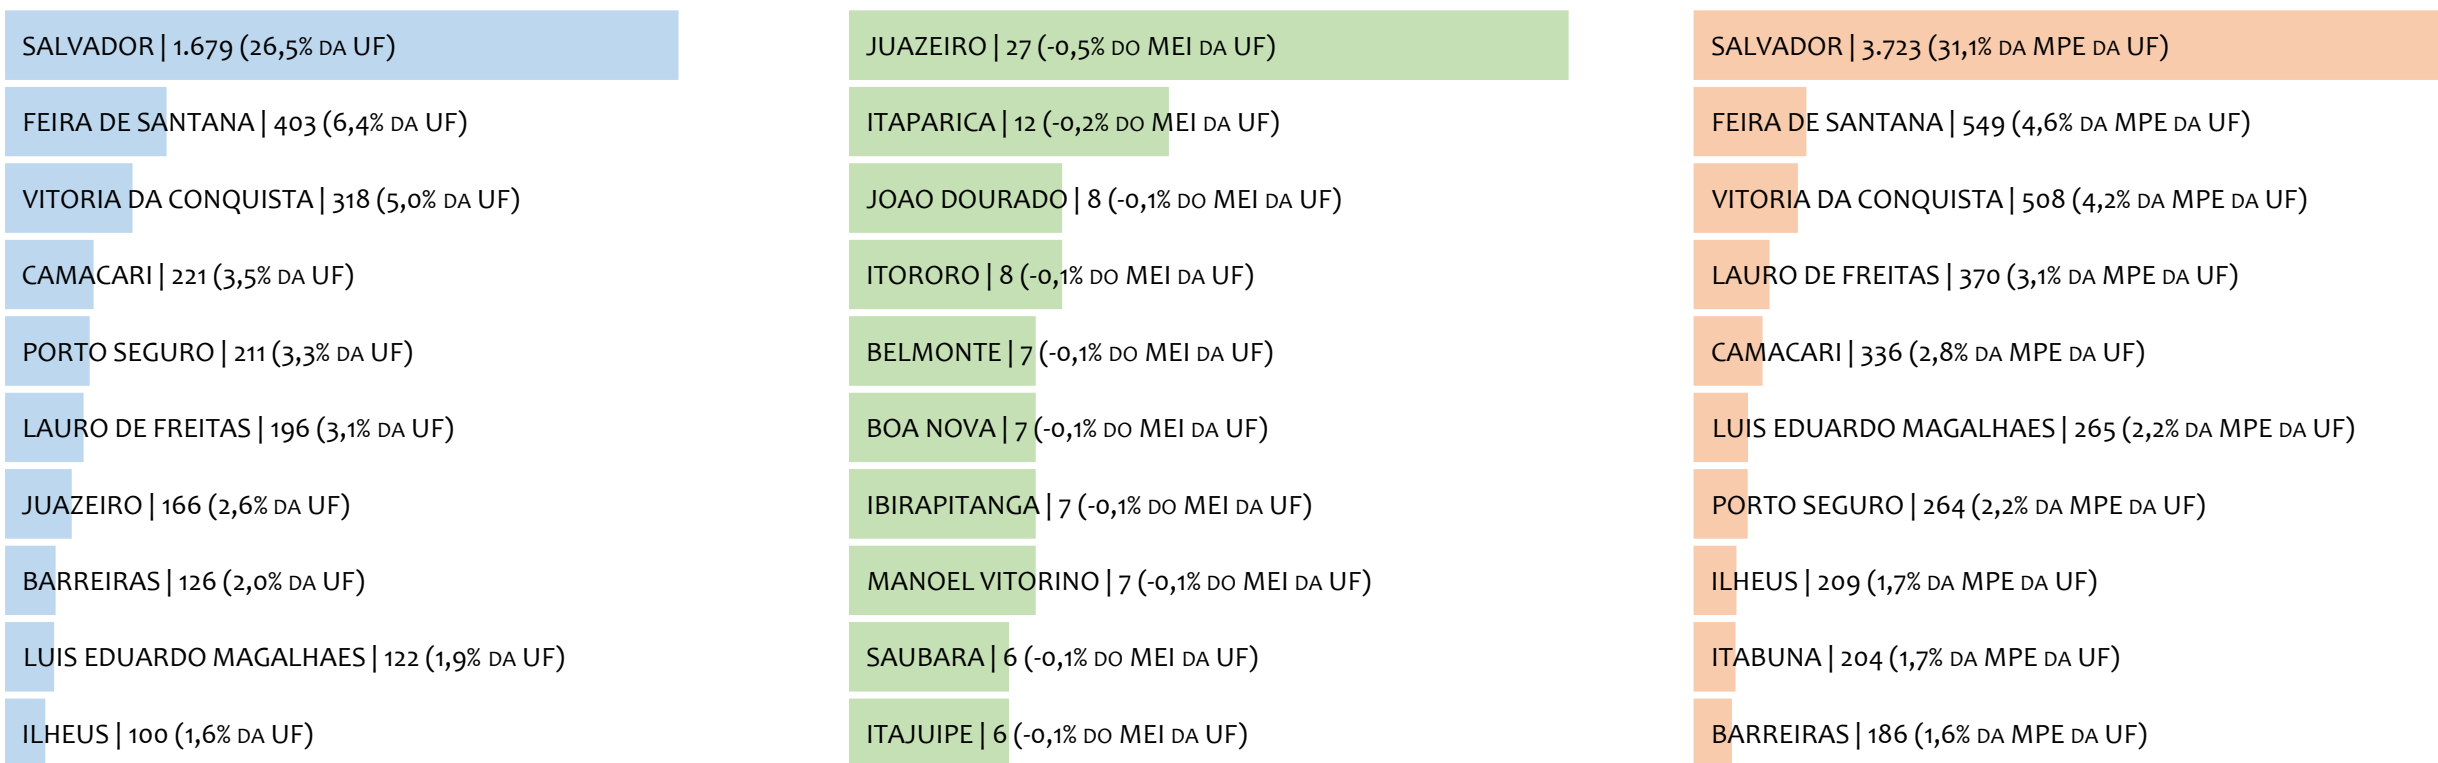 SALVADOR | 1.679 (26,5% DA UF)
FEIRA DE SANTANA | 403 (6,4% DA UF)
VITORIA DA CONQUISTA | 318 (5,0% DA UF)
CAMACARI | 221 (3,5% DA UF)
PORTO SEGURO | 211 (3,3% DA UF)
LAURO DE FREITAS | 196 (3,1% DA UF)
JUAZEIRO | 166 (2,6% DA UF)
BARREIRAS | 126 (2,0% DA UF)
LUIS EDUARDO MAGALHAES | 122 (1,9% DA UF)
ILHEUS | 100 (1,6% DA UF)
JUAZEIRO | 27 (-0,5% DO MEI DA UF)
ITAPARICA | 12 (-0,2% DO MEI DA UF)
JOAO DOURADO | 8 (-0,1% DO MEI DA UF)
ITORORO | 8 (-0,1% DO MEI DA UF)
BELMONTE | 7 (-0,1% DO MEI DA UF)
BOA NOVA | 7 (-0,1% DO MEI DA UF)
IBIRAPITANGA | 7 (-0,1% DO MEI DA UF)
MANOEL VITORINO | 7 (-0,1% DO MEI DA UF)
SAUBARA | 6 (-0,1% DO MEI DA UF)
ITAJUIPE | 6 (-0,1% DO MEI DA UF)
SALVADOR | 3.723 (31,1% DA MPE DA UF)
FEIRA DE SANTANA | 549 (4,6% DA MPE DA UF)
VITORIA DA CONQUISTA | 508 (4,2% DA MPE DA UF)
LAURO DE FREITAS | 370 (3,1% DA MPE DA UF)
CAMACARI | 336 (2,8% DA MPE DA UF)
LUIS EDUARDO MAGALHAES | 265 (2,2% DA MPE DA UF)
PORTO SEGURO | 264 (2,2% DA MPE DA UF)
ILHEUS | 209 (1,7% DA MPE DA UF)
ITABUNA | 204 (1,7% DA MPE DA UF)
BARREIRAS | 186 (1,6% DA MPE DA UF)